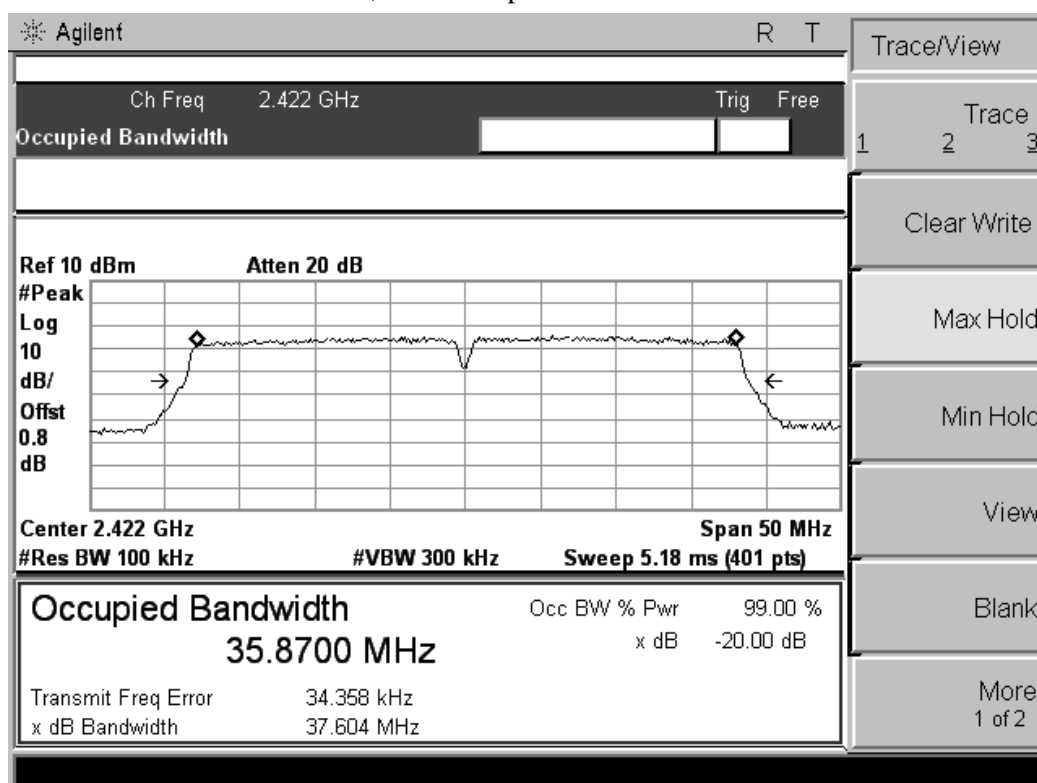 Agilent R T
Trace/View
Ch Freq 2.422 GHz Trig Free
Occupied Bandwidth
Trace
1 2 3
Clear Write
Ref 10 dBm Atten 20 dB
#Peak
Log
10
dB/
Offst
0.8
dB
Max Hold
Min Hold
Center 2.422 GHz Span 50 MHz
#Res BW 100 kHz #VBW 300 kHz Sweep 5.18 ms (401 pts)
View
Occupied Bandwidth Occ BW % Pwr 99.00 %
35.8700 MHz x dB -20.00 dB
Transmit Freq Error 34.358 kHz
x dB Bandwidth 37.604 MHz
Blank
More
1 of 2